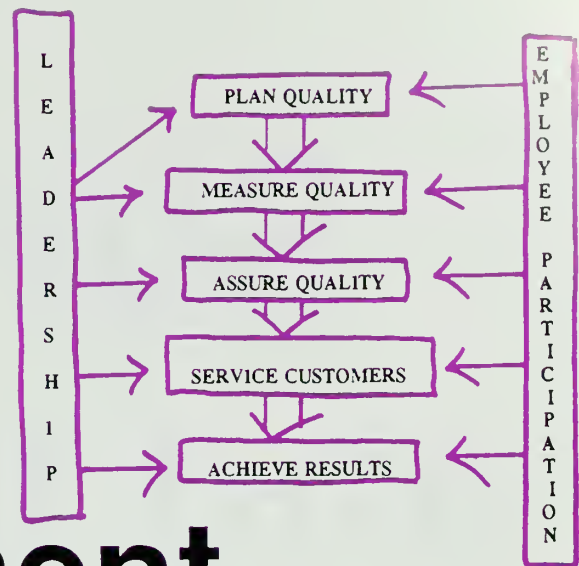 LEADERSHIP
PLAN QUALITY
MEASURE QUALITY
ASSURE QUALITY
SERVICE CUSTOMERS
ACHIEVE RESULTS
EMPLOYEE PARTICIPATION